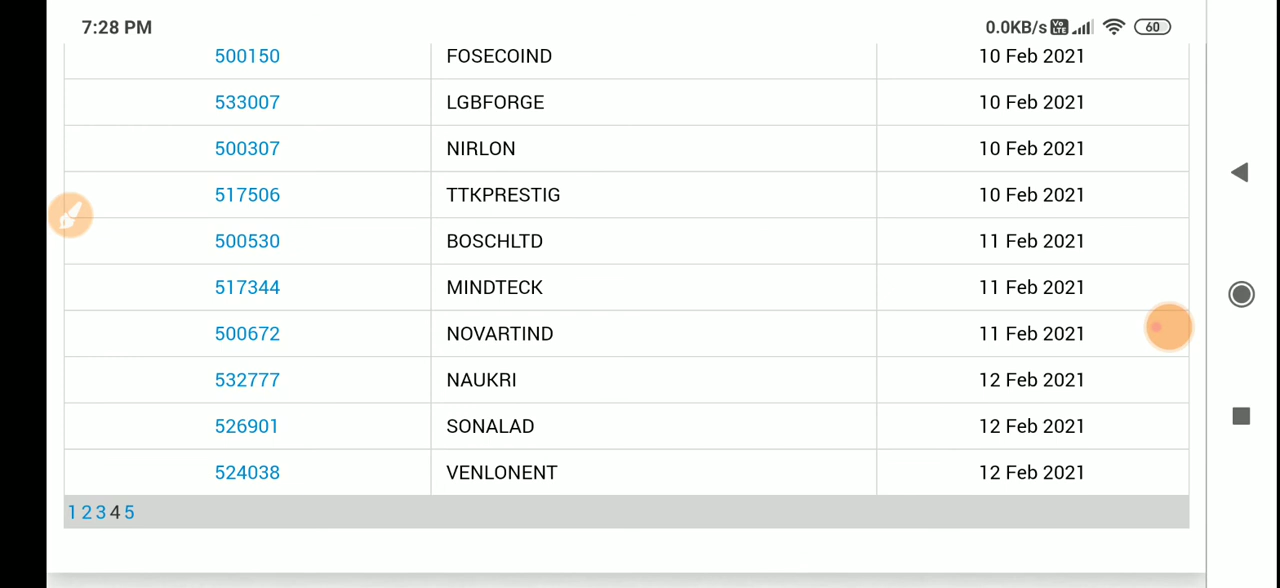 7:28 PM 0.0KB/s Vo LTE 60
500150 FOSECOIND 10 Feb 2021
533007 LGBFORGE 10 Feb 2021
500307 NIRLON 10 Feb 2021
517506 TTKPRESTIG 10 Feb 2021
500530 BOSCHLTD 11 Feb 2021
517344 MINDTECK 11 Feb 2021
500672 NOVARTIND 11 Feb 2021
532777 NAUKRI 12 Feb 2021
526901 SONALAD 12 Feb 2021
524038 VENLONENT 12 Feb 2021
1 2 3 4 5